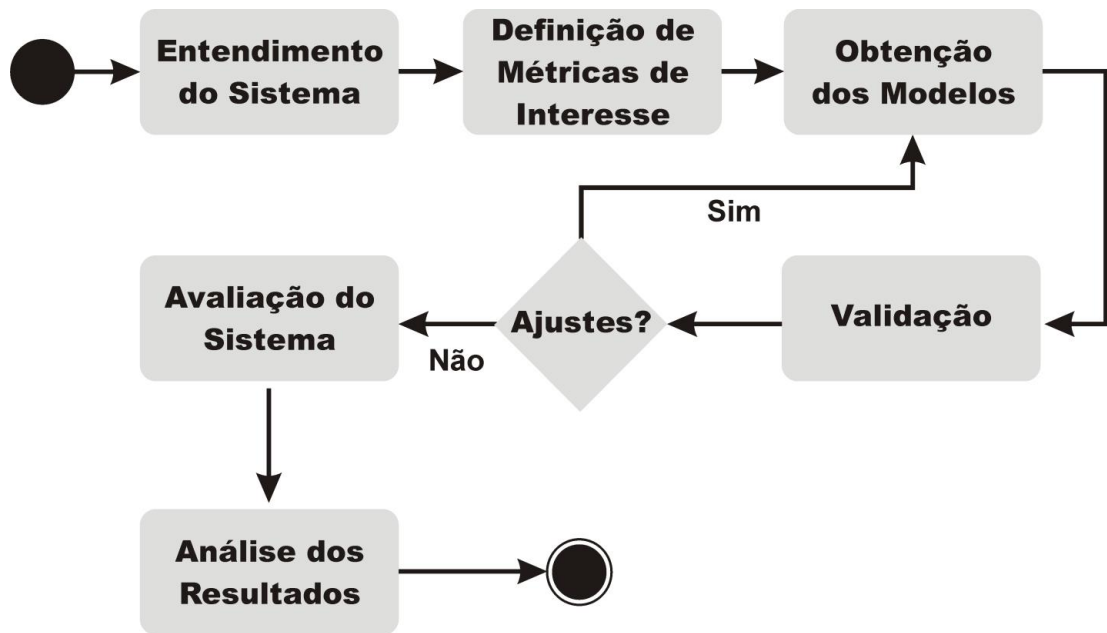 Entendimento
do Sistema
Definição de
Métricas de
Interesse
Obtenção
dos Modelos
Sim
Validação
Ajustes?
Não
Avaliação do
Sistema
Análise dos
Resultados